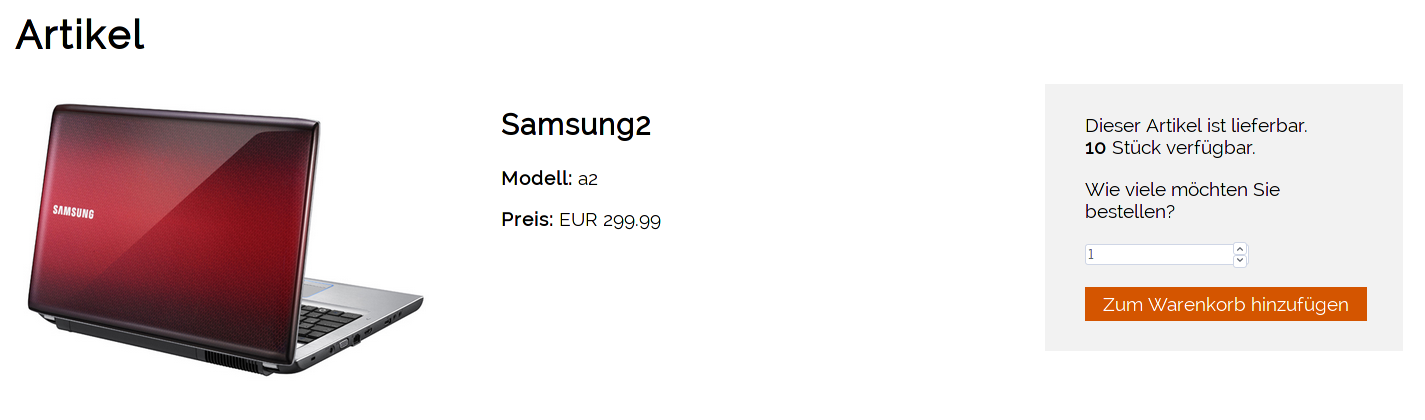 Artikel
SAMSUNG
Samsung2
Modell: a2
Preis: EUR 299.99
Dieser Artikel ist lieferbar.
10 Stück verfügbar.
Wie viele möchten Sie
bestellen?
1
Zum Warenkorb hinzufügen